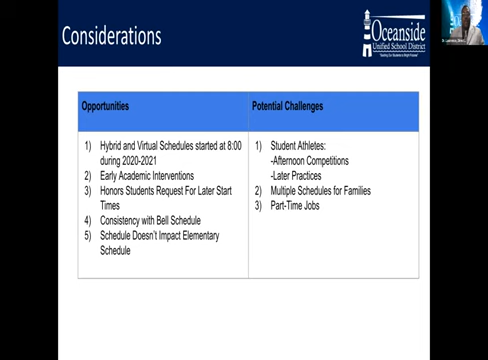 Considerations
Oceanside
Unified School District
Opportunities
Potential Challenges
1) Hybrid and Virtual Schedules started at 8:00
during 2020-2021
2) Early Academic Interventions
3) Honors Students Request For Later Start
Times
4) Consistency with Bell Schedule
5) Schedule Doesn't Impact Elementary
Schedule
1) Student Athletes:
-Afternoon Competitions
-Later Practices
2) Multiple Schedules for Families
3) Part-Time Jobs